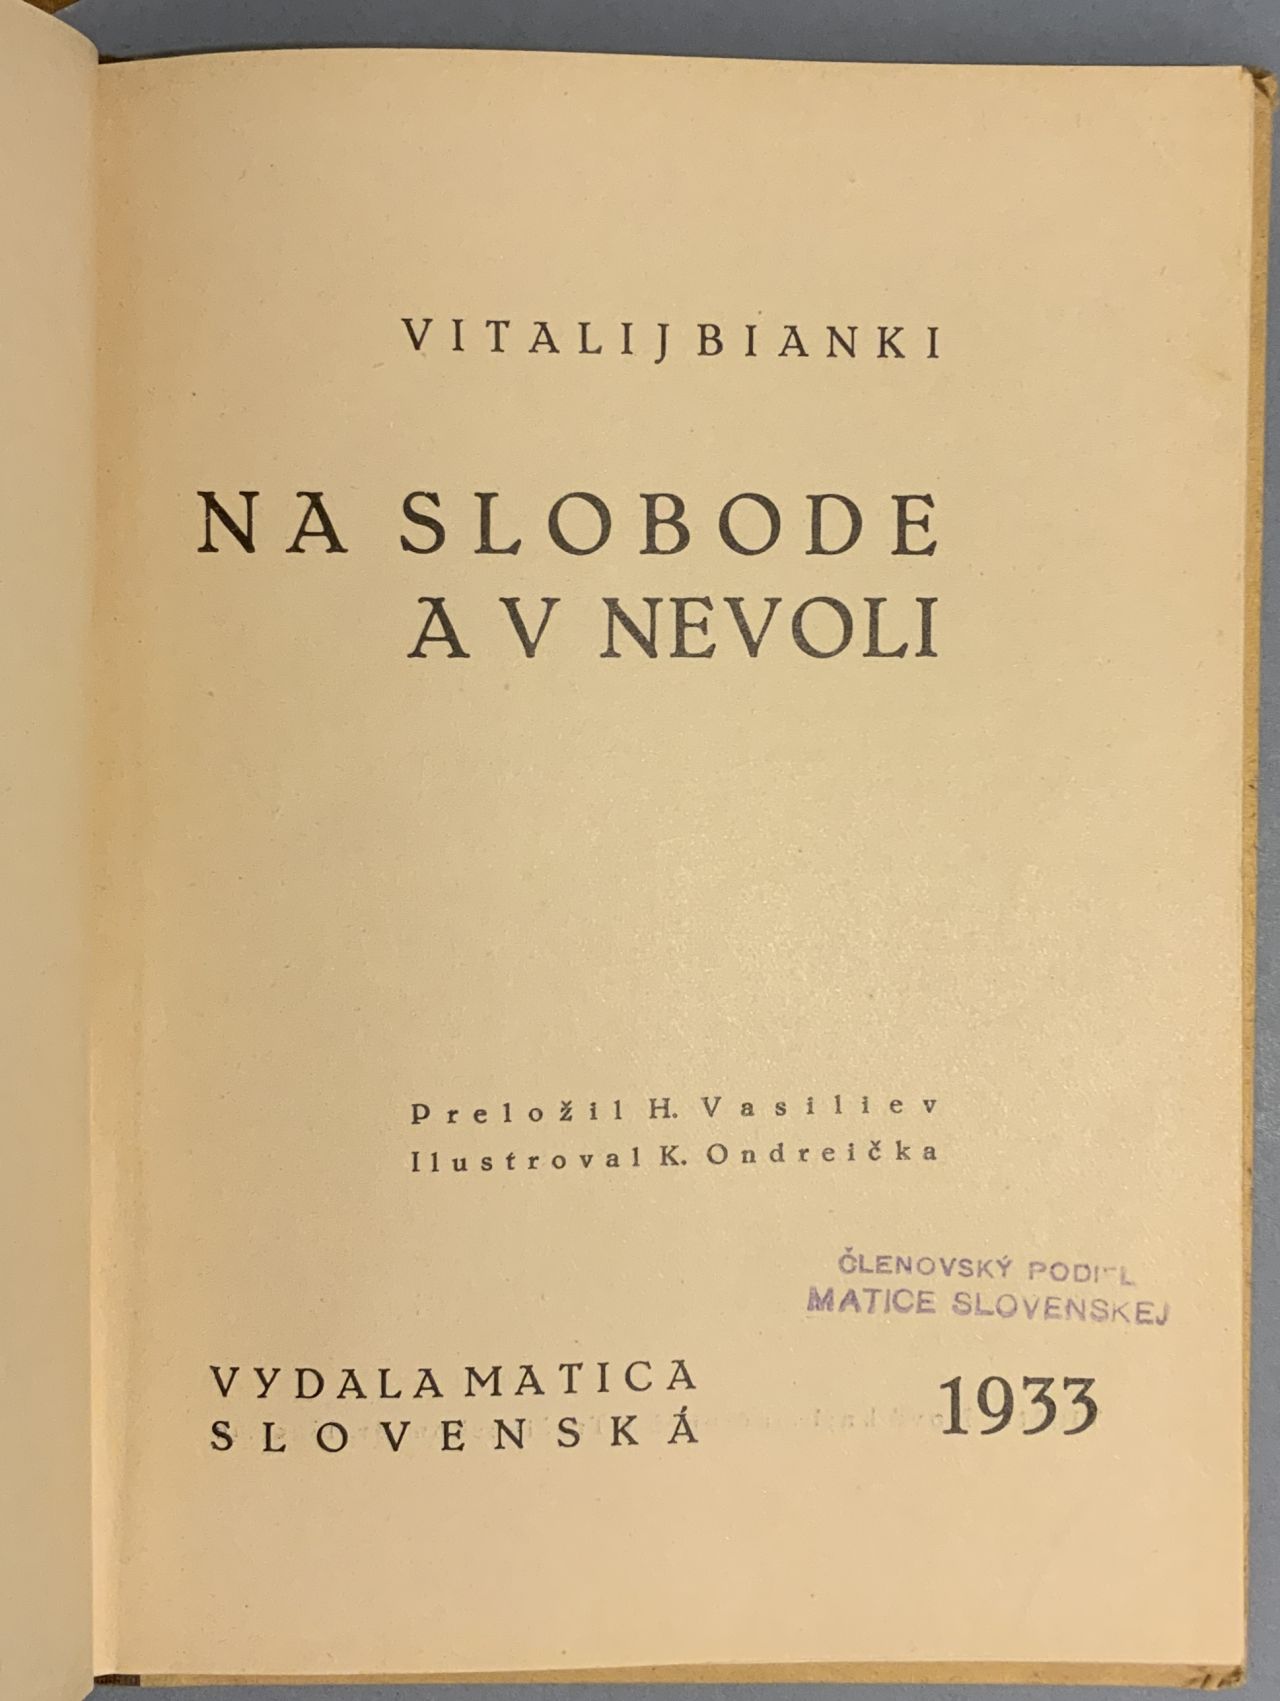 VITALIJ BIANKI
NA SLOBODE
A V NEVOLI
Preložil H. Vasiliev
Ilustroval K. Ondreička
ČLENOVSKÝ PODIEL
MATICE SLOVENSKEJ
VYDALA MATICA
SLOVENSKÁ
1933